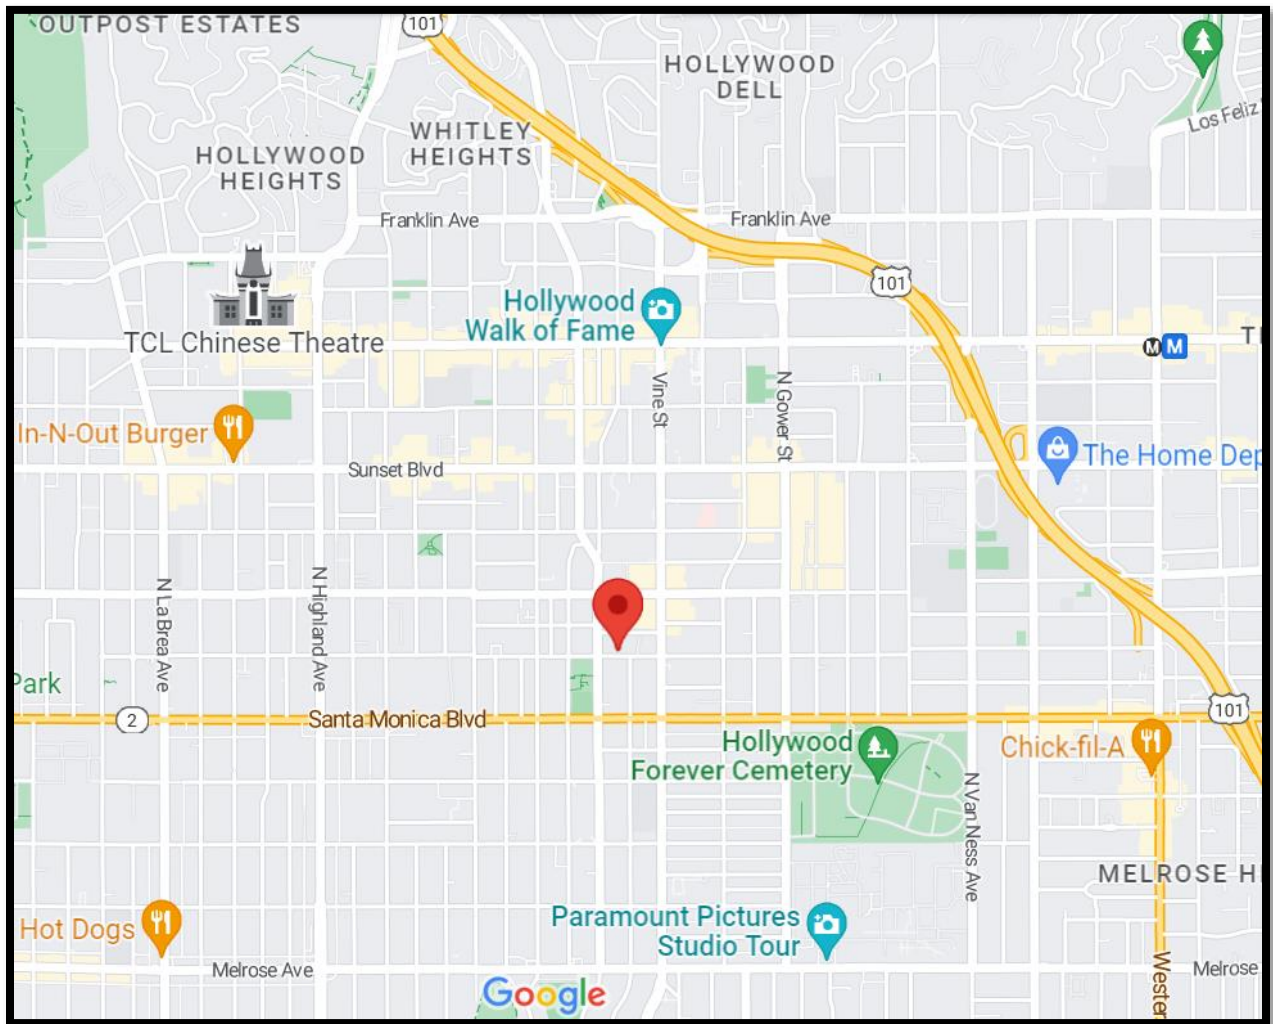 OUTPOST ESTATES
101
HOLLYWOOD
DELL
Los Feliz
WHITLEY
HEIGHTS
HOLLYWOOD
HEIGHTS
Franklin Ave
Franklin Ave
101
Hollywood
Walk of Fame
TCL Chinese Theatre
M
M
Vine St
N Gower St
In-N-Out Burger
Sunset Blvd
The Home Dep
N La Brea Ave
N Highland Ave
Park
2
Santa Monica Blvd
101
Hollywood
Forever Cemetery
Chick-fil-A
N Van Ness Ave
MELROSE H
Hot Dogs
Paramount Pictures
Studio Tour
Melrose Ave
Google
Wester
Melrose